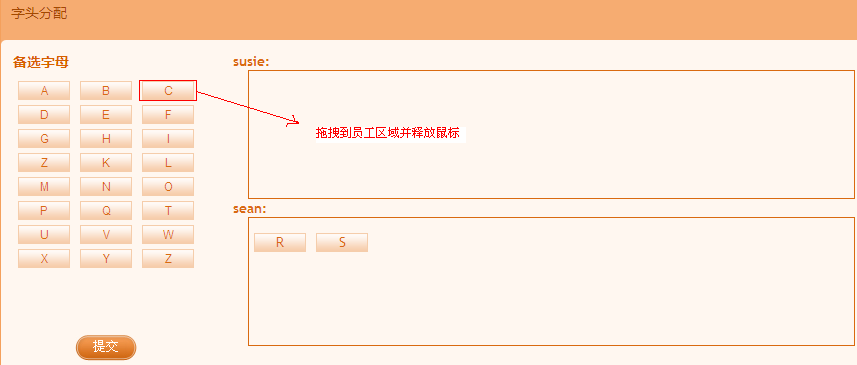 字头分配
备选字母
A B C
D E F
G H I
Z K L
M N O
P Q T
U V W
X Y Z
提交
susie:
拖拽到员工区域并释放鼠标
sean:
R S